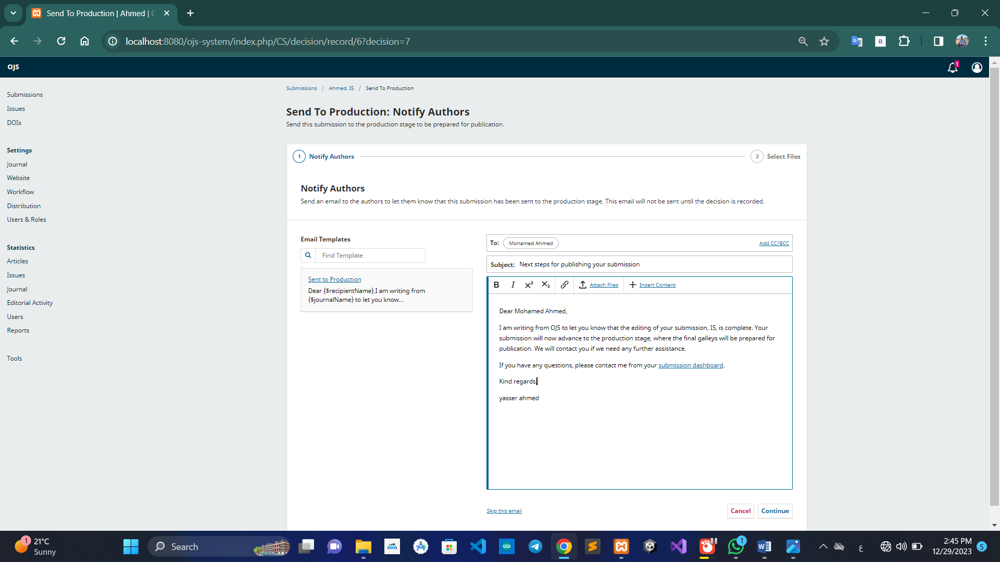 Send To Production | Ahmed |
localhost:8080/ojs-system/index.php/CS/decision/record/6?decision=7
B
OJS
1
Submissions / Ahmed, IS / Send To Production
Submissions
Issues
DOIs
Settings
Journal
Website
Workflow
Distribution
Users & Roles
Statistics
Articles
Issues
Journal
Editorial Activity
Users
Reports
Tools
Send To Production: Notify Authors
Send this submission to the production stage to be prepared for publication.
1 Notify Authors
2 Select Files
Notify Authors
Send an email to the authors to let them know that this submission has been sent to the production stage. This email will not be sent until the decision is recorded.
Email Templates
Find Template
Sent to Production
Dear {$recipientName},I am writing from
{$journalName} to let you know...
To: Mohamed Ahmed Add CC/BCC
Subject: Next steps for publishing your submission
B I X² X₂ Attach Files Insert Content
Dear Mohamed Ahmed,
I am writing from OJS to let you know that the editing of your submission, IS, is complete. Your
submission will now advance to the production stage, where the final galleys will be prepared for
publication. We will contact you if we need any further assistance.
If you have any questions, please contact me from your submission dashboard.
Kind regards,
yasser ahmed
Skip this email
Cancel
Continue
1
21°C
Sunny
Search
1
ع
2:45 PM
12/29/2023
5